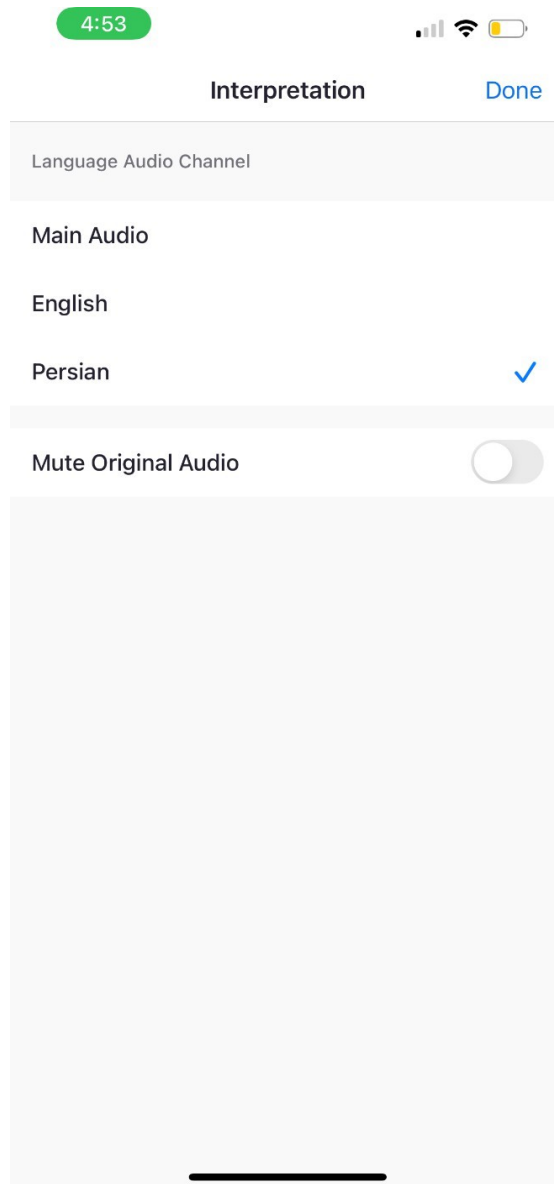 4:53
Interpretation Done
Language Audio Channel
Main Audio
English
Persian
Mute Original Audio